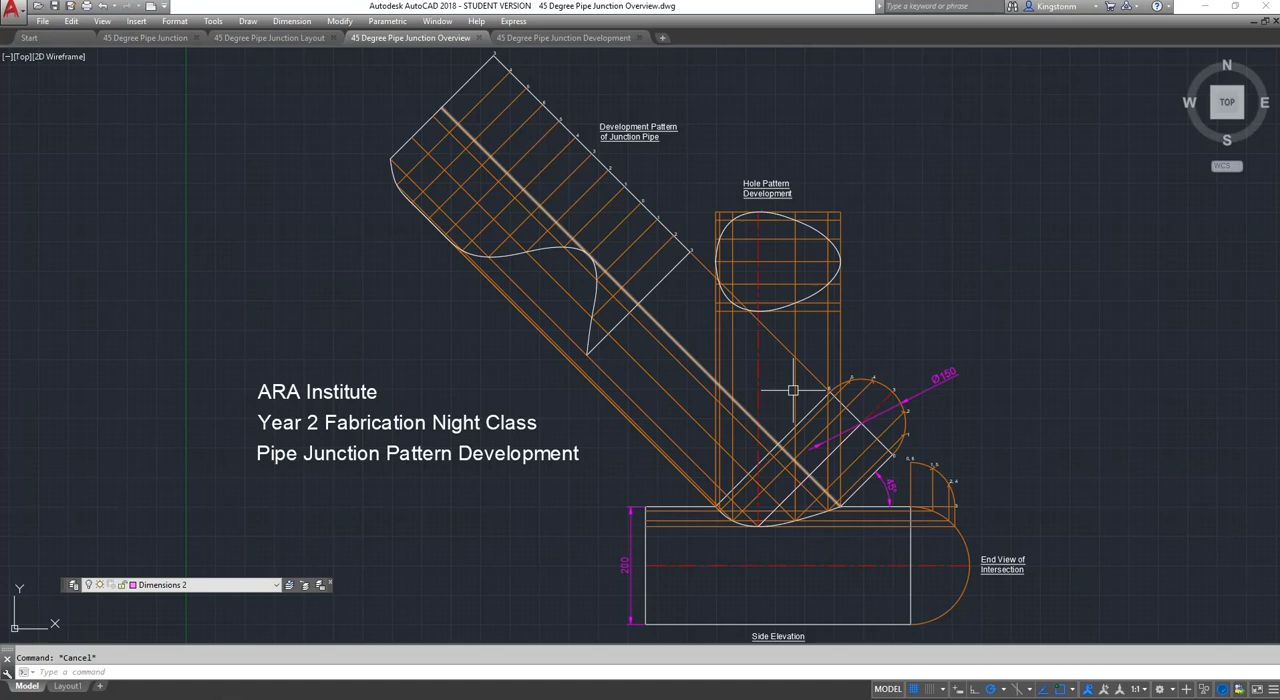 Autodesk AutoCAD 2018 - STUDENT VERSION 45 Degree Pipe Junction Overview.dwg
Type a keyword or phrase
Kingstonm
File Edit View Insert Format Tools Draw Dimension Modify Parametric Window Help Express
Start 45 Degree Pipe Junction 45 Degree Pipe Junction Layout 45 Degree Pipe Junction Overview 45 Degree Pipe Junction Development
[−][Top][2D Wireframe]
N
W TOP E
S
WCS
Development Pattern
of Junction Pipe
Hole Pattern
Development
ARA Institute
Year 2 Fabrication Night Class
Pipe Junction Pattern Development
Ø150
45°
200
End View of
Intersection
Side Elevation
Dimensions 2
Y
X
Command: *Cancel*
Type a command
Model Layout1
MODEL 1:1